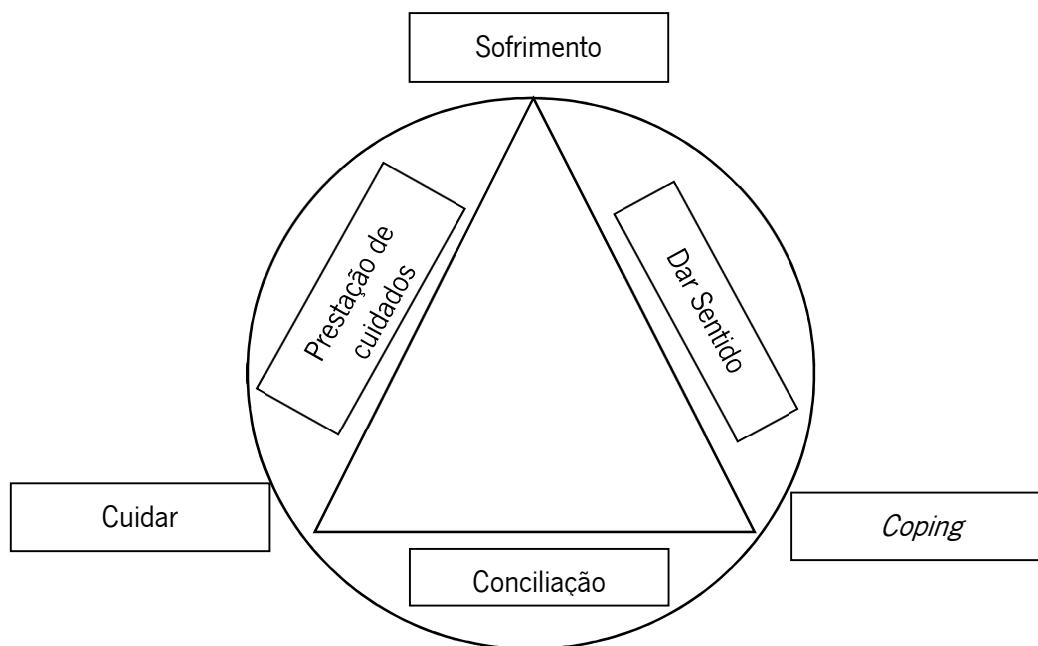 Sofrimento
Prestação de
cuidados
Dar Sentido
Cuidar
Coping
Conciliação